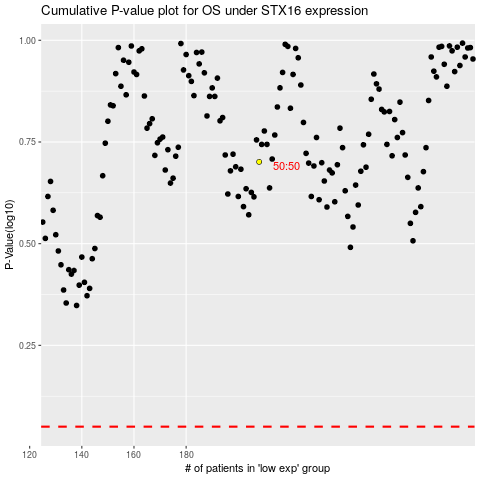 Cumulative P-value plot for OS under STX16 expression
1.00
0.75
0.50
0.25
P-Value(log10)
50:50
120 140 160 180
# of patients in 'low exp' group